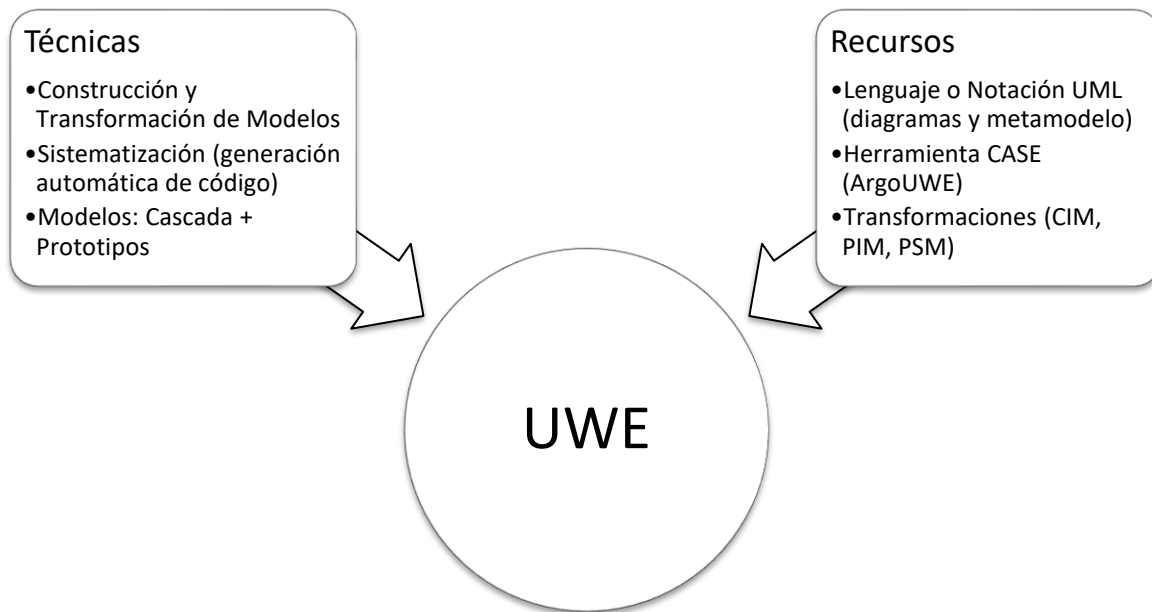 Técnicas
•Construcción y
Transformación de Modelos
•Sistematización (generación
automática de código)
•Modelos: Cascada +
Prototipos
Recursos
•Lenguaje o Notación UML
(diagramas y metamodelo)
•Herramienta CASE
(ArgoUWE)
•Transformaciones (CIM,
PIM, PSM)
UWE